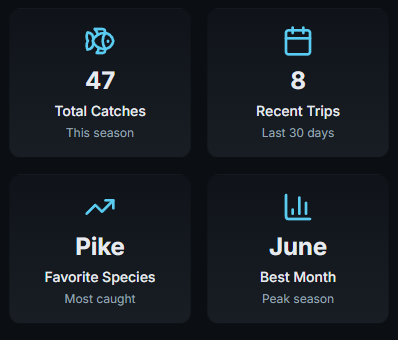 47
Total Catches
This season
8
Recent Trips
Last 30 days
Pike
Favorite Species
Most caught
June
Best Month
Peak season